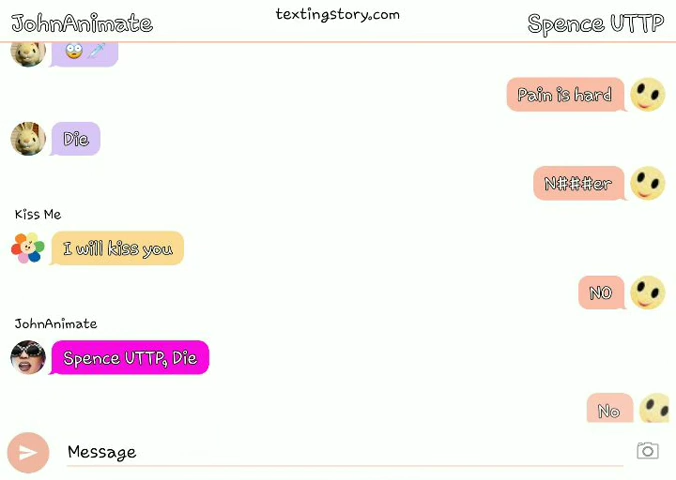 JohnAnimate
textingstory.com
Spence UTTP
Pain is hard
Die
N###er
Kiss Me
I will kiss you
NO
JohnAnimate
Spence UTTP, Die
No
Message